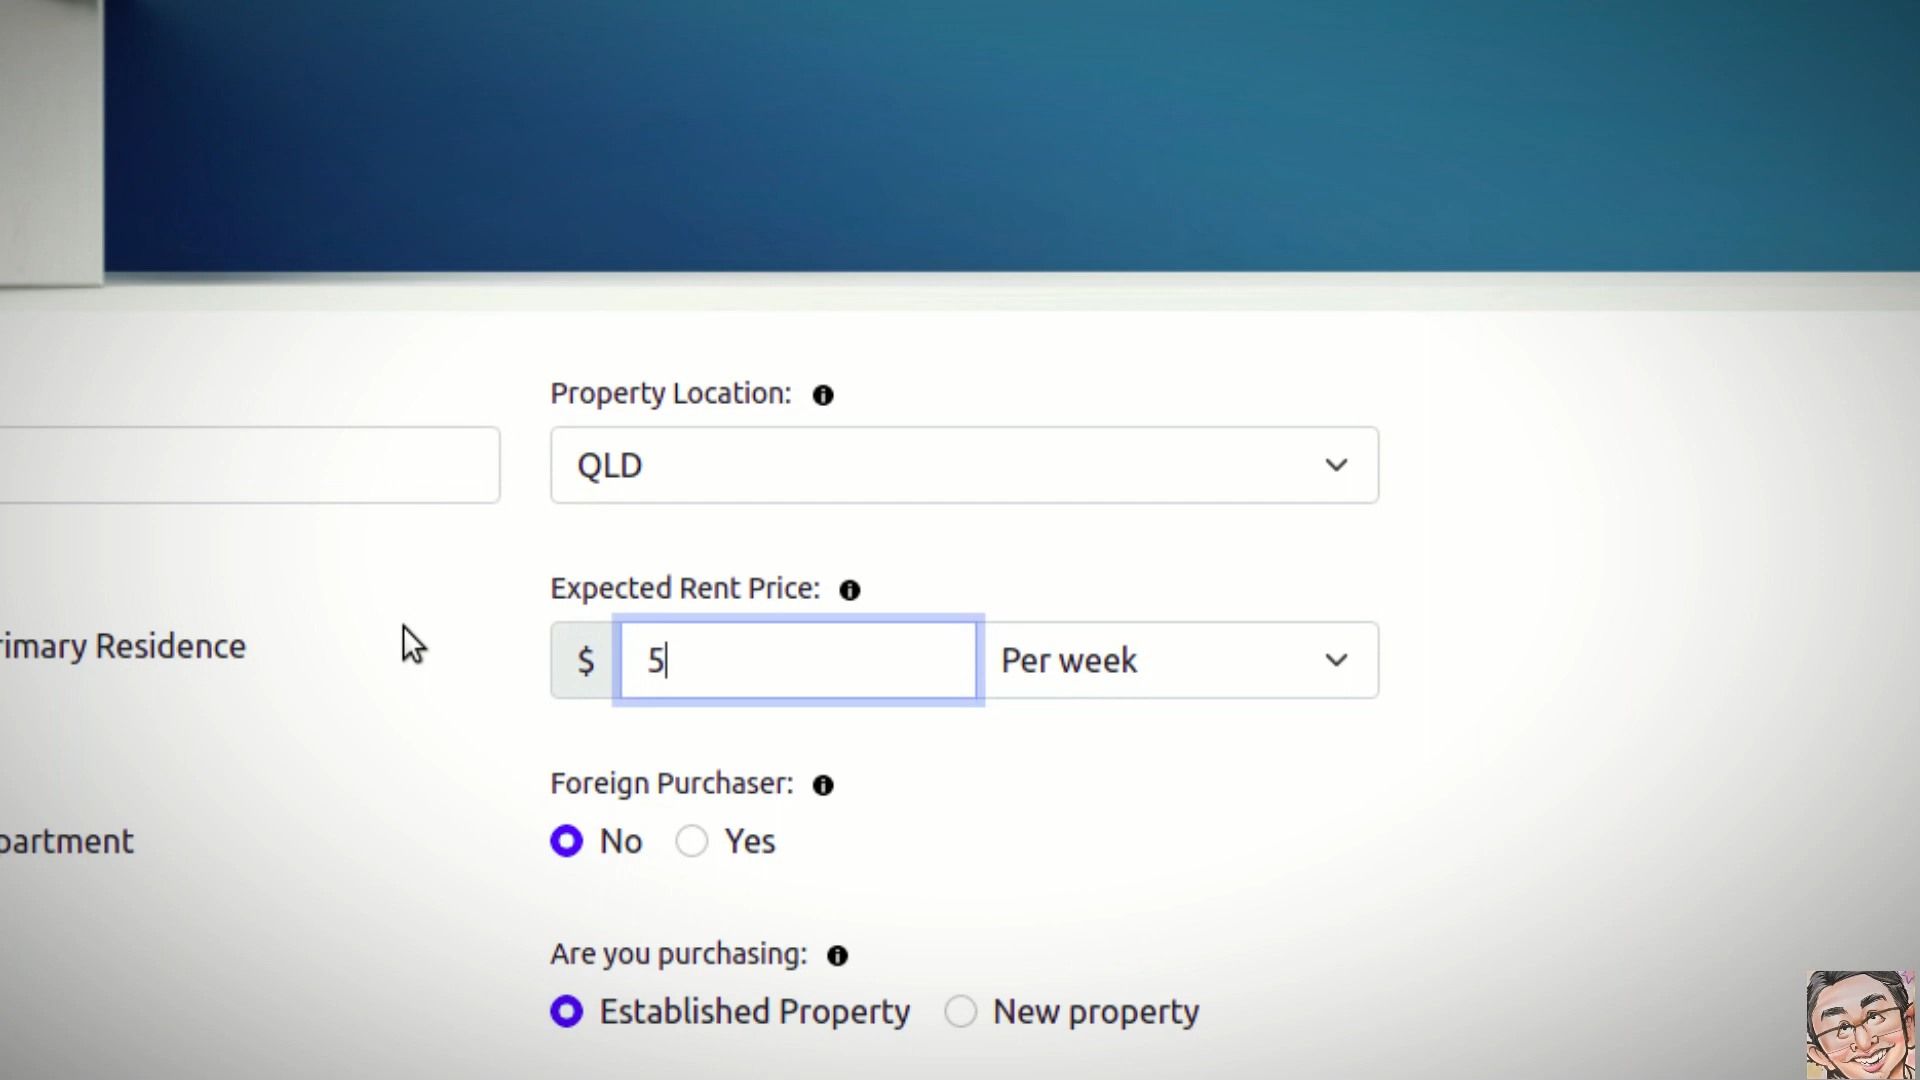 Property Location:
QLD
Expected Rent Price:
rimary Residence
$ 5 Per week
Foreign Purchaser:
partment
No Yes
Are you purchasing:
Established Property New property